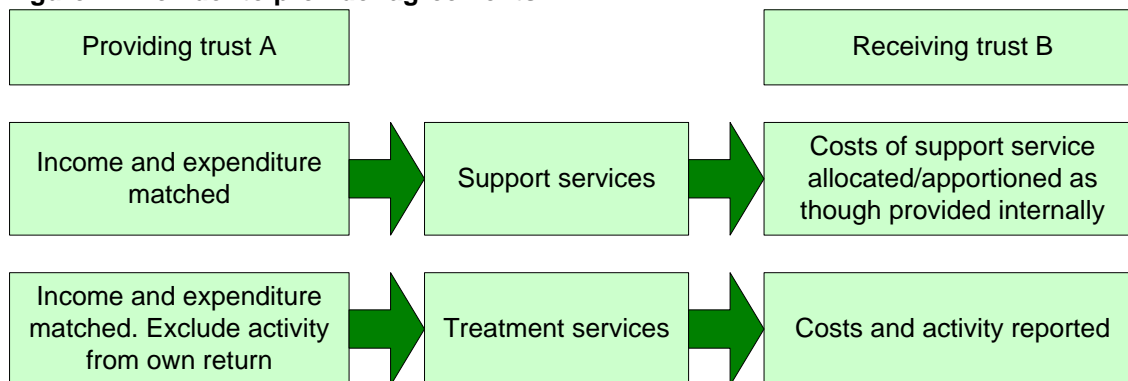 Providing trust A
Receiving trust B
Income and expenditure
matched
Support services
Costs of support service
allocated/apportioned as
though provided internally
Income and expenditure
matched. Exclude activity
from own return
Treatment services
Costs and activity reported